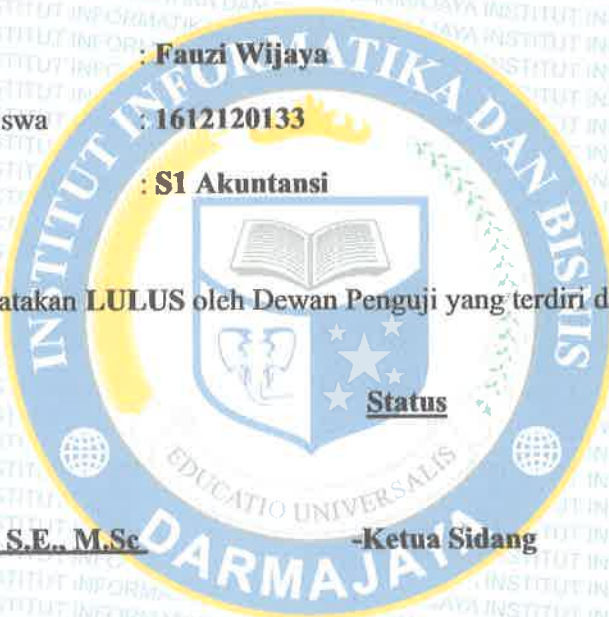 : Fauzi Wijaya
swa : 1612120133
: S1 Akuntansi
atakan LULUS oleh Dewan Penguji yang terdiri d
Status
S.E., M.Sc -Ketua Sidang
INSTITUT INFORMATIKA DAN BISNIS
DARMAJAYA
EDUCATIO UNIVERSALIS